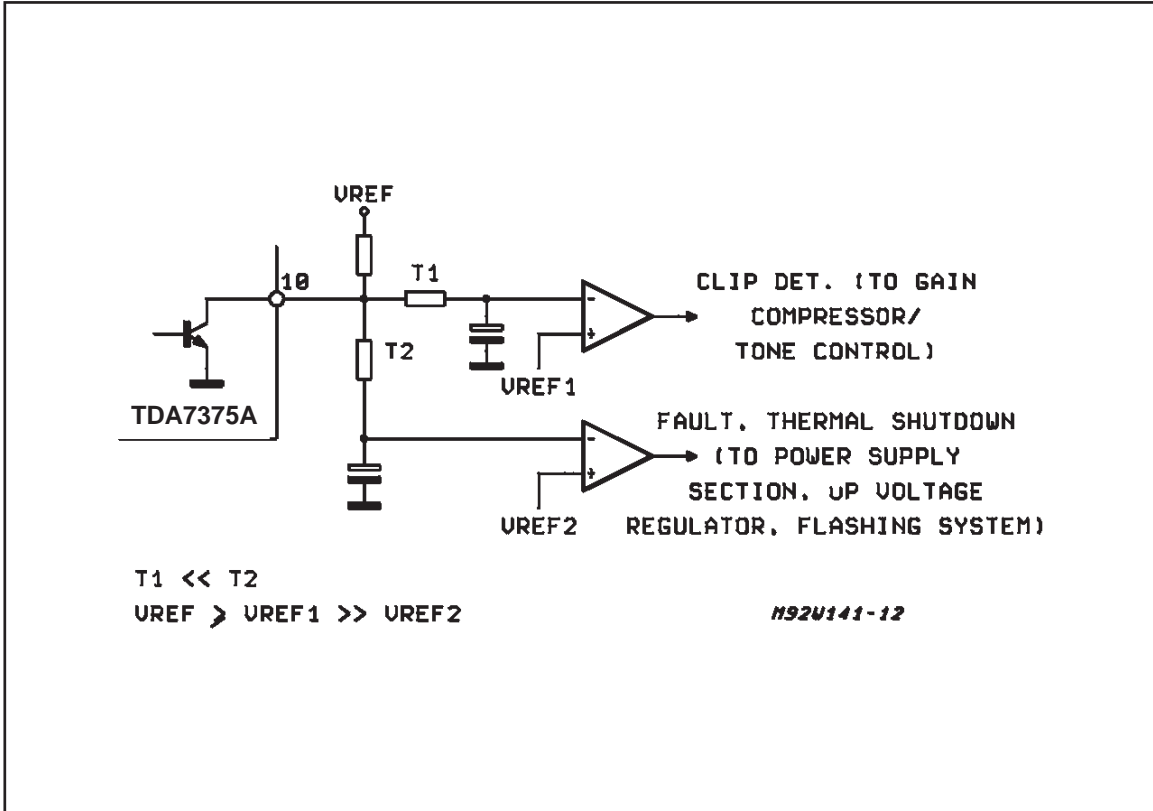 VREF
10
T1
CLIP DET. (TO GAIN
COMPRESSOR/
TONE CONTROL)
T2
VREF1
TDA7375A
FAULT, THERMAL SHUTDOWN
(TO POWER SUPPLY
SECTION, uP VOLTAGE
REGULATOR, FLASHING SYSTEM)
VREF2
T1 << T2
VREF > VREF1 >> VREF2
M92W141-12